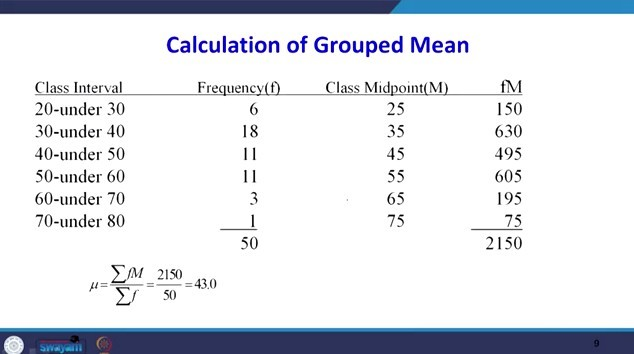 Calculation of Grouped Mean
Class Interval Frequency(f) Class Midpoint(M) fM
20-under 30 6 25 150
30-under 40 18 35 630
40-under 50 11 45 495
50-under 60 11 55 605
60-under 70 3 65 195
70-under 80 1 75 75
50 2150
μ = ∑fM / ∑f = 2150 / 50 = 43.0
swayam 9